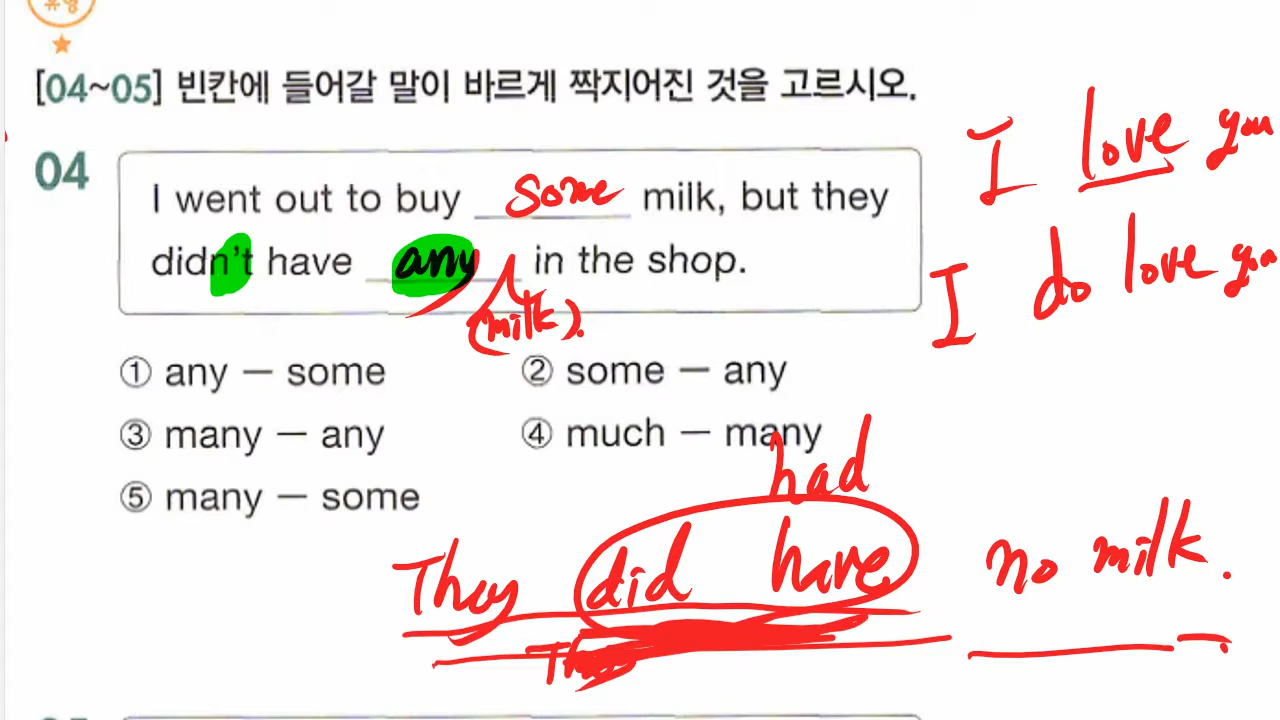 유형
[04~05] 빈칸에 들어갈 말이 바르게 짝지어진 것을 고르시오.
04
I went out to buy some milk, but they
didn't have any in the shop.
(milk).
① any — some
② some — any
③ many — any
④ much — many
⑤ many — some
I love you
I do love you
had
They did have no milk.